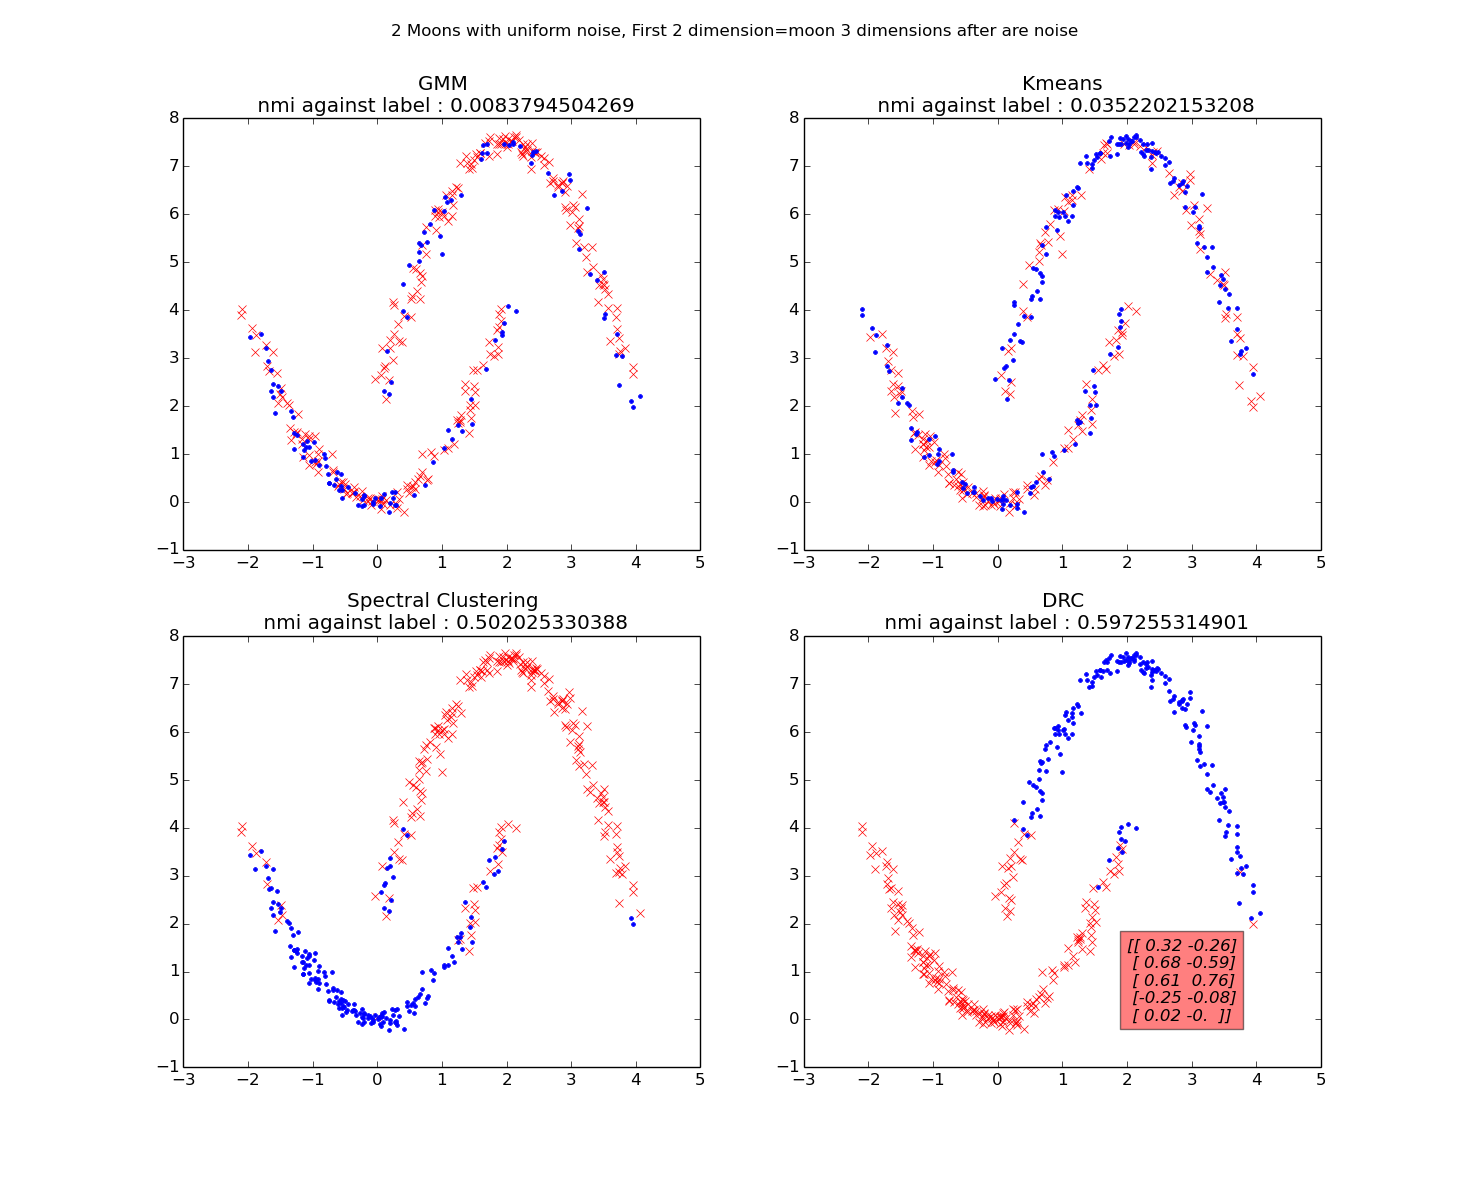 2 Moons with uniform noise, First 2 dimension=moon 3 dimensions after are noise
GMM
nmi against label : 0.0083794504269
8
7
6
5
4
3
2
1
0
−1
−3 −2 −1 0 1 2 3 4 5
Kmeans
nmi against label : 0.0352202153208
8
7
6
5
4
3
2
1
0
−1
−3 −2 −1 0 1 2 3 4 5
Spectral Clustering
nmi against label : 0.502025330388
8
7
6
5
4
3
2
1
0
−1
−3 −2 −1 0 1 2 3 4 5
DRC
nmi against label : 0.597255314901
8
7
6
5
4
3
2
1
0
−1
−3 −2 −1 0 1 2 3 4 5
[[ 0.32 -0.26]
[ 0.68 -0.59]
[ 0.61 0.76]
[-0.25 -0.08]
[ 0.02 -0. ]]